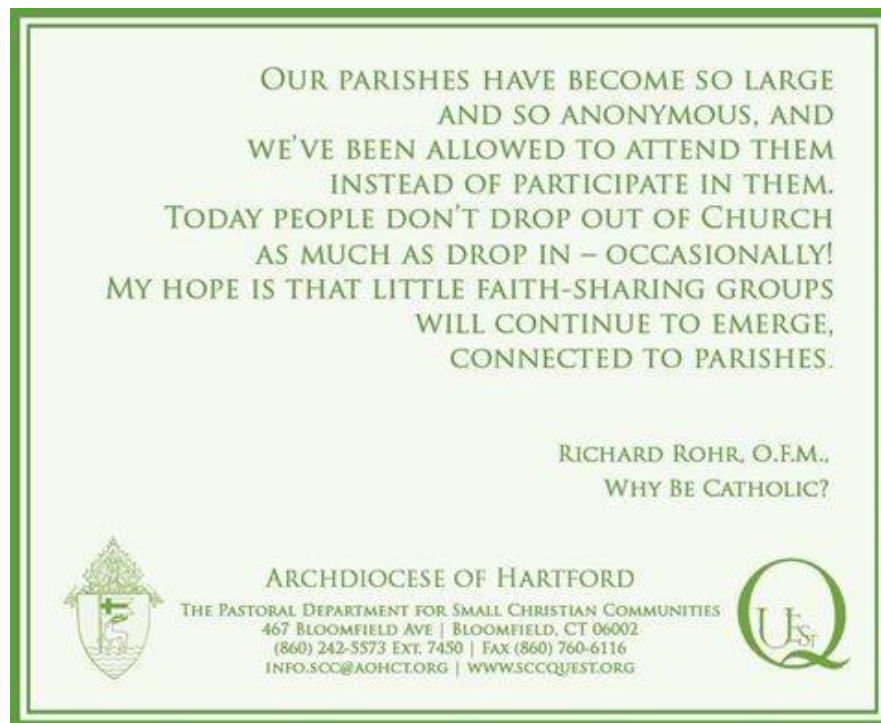 OUR PARISHES HAVE BECOME SO LARGE
AND SO ANONYMOUS, AND
WE'VE BEEN ALLOWED TO ATTEND THEM
INSTEAD OF PARTICIPATE IN THEM.
TODAY PEOPLE DON'T DROP OUT OF CHURCH
AS MUCH AS DROP IN – OCCASIONALLY!
MY HOPE IS THAT LITTLE FAITH-SHARING GROUPS
WILL CONTINUE TO EMERGE,
CONNECTED TO PARISHES.
RICHARD ROHR, O.F.M.,
WHY BE CATHOLIC?
ARCHDIOCESE OF HARTFORD
THE PASTORAL DEPARTMENT FOR SMALL CHRISTIAN COMMUNITIES
467 BLOOMFIELD AVE | BLOOMFIELD, CT 06002
(860) 242-5573 EXT. 7450 | FAX (860) 760-6116
INFO.SCC@AOHCT.ORG | WWW.SCCQUEST.ORG
QUEST